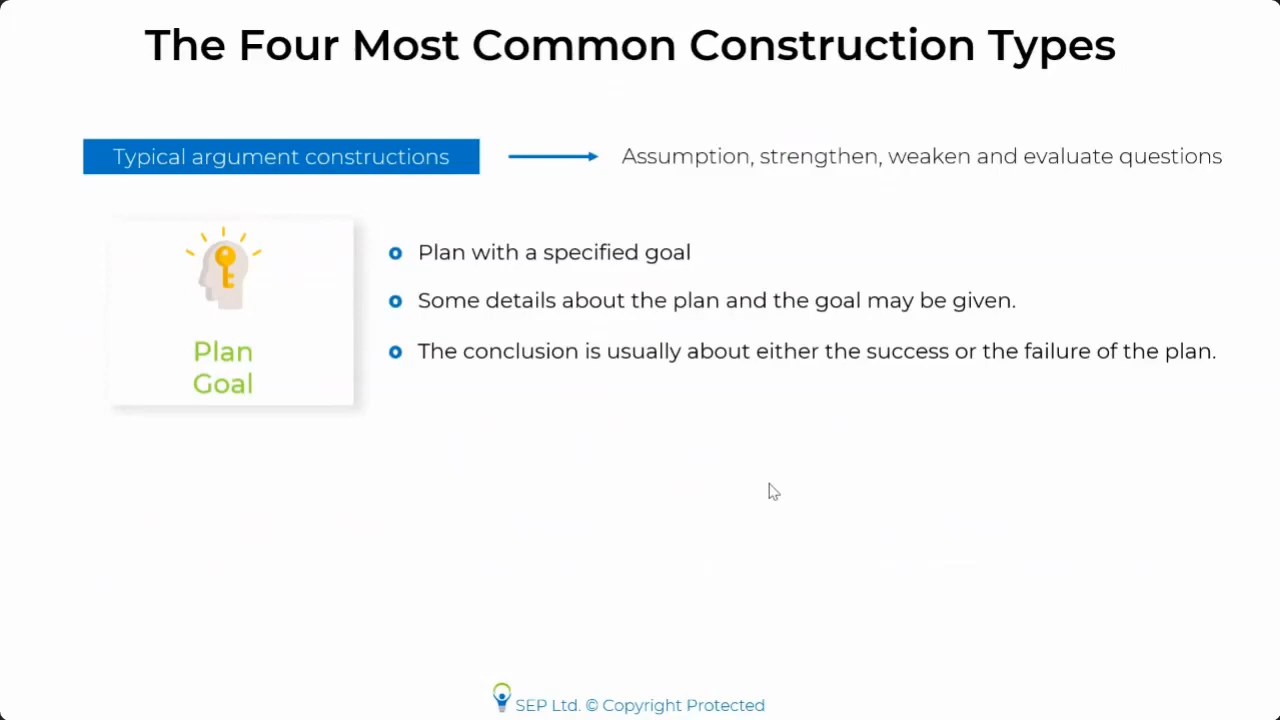 The Four Most Common Construction Types
Typical argument constructions
Assumption, strengthen, weaken and evaluate questions
Plan
Goal
Plan with a specified goal
Some details about the plan and the goal may be given.
The conclusion is usually about either the success or the failure of the plan.
SEP Ltd. © Copyright Protected